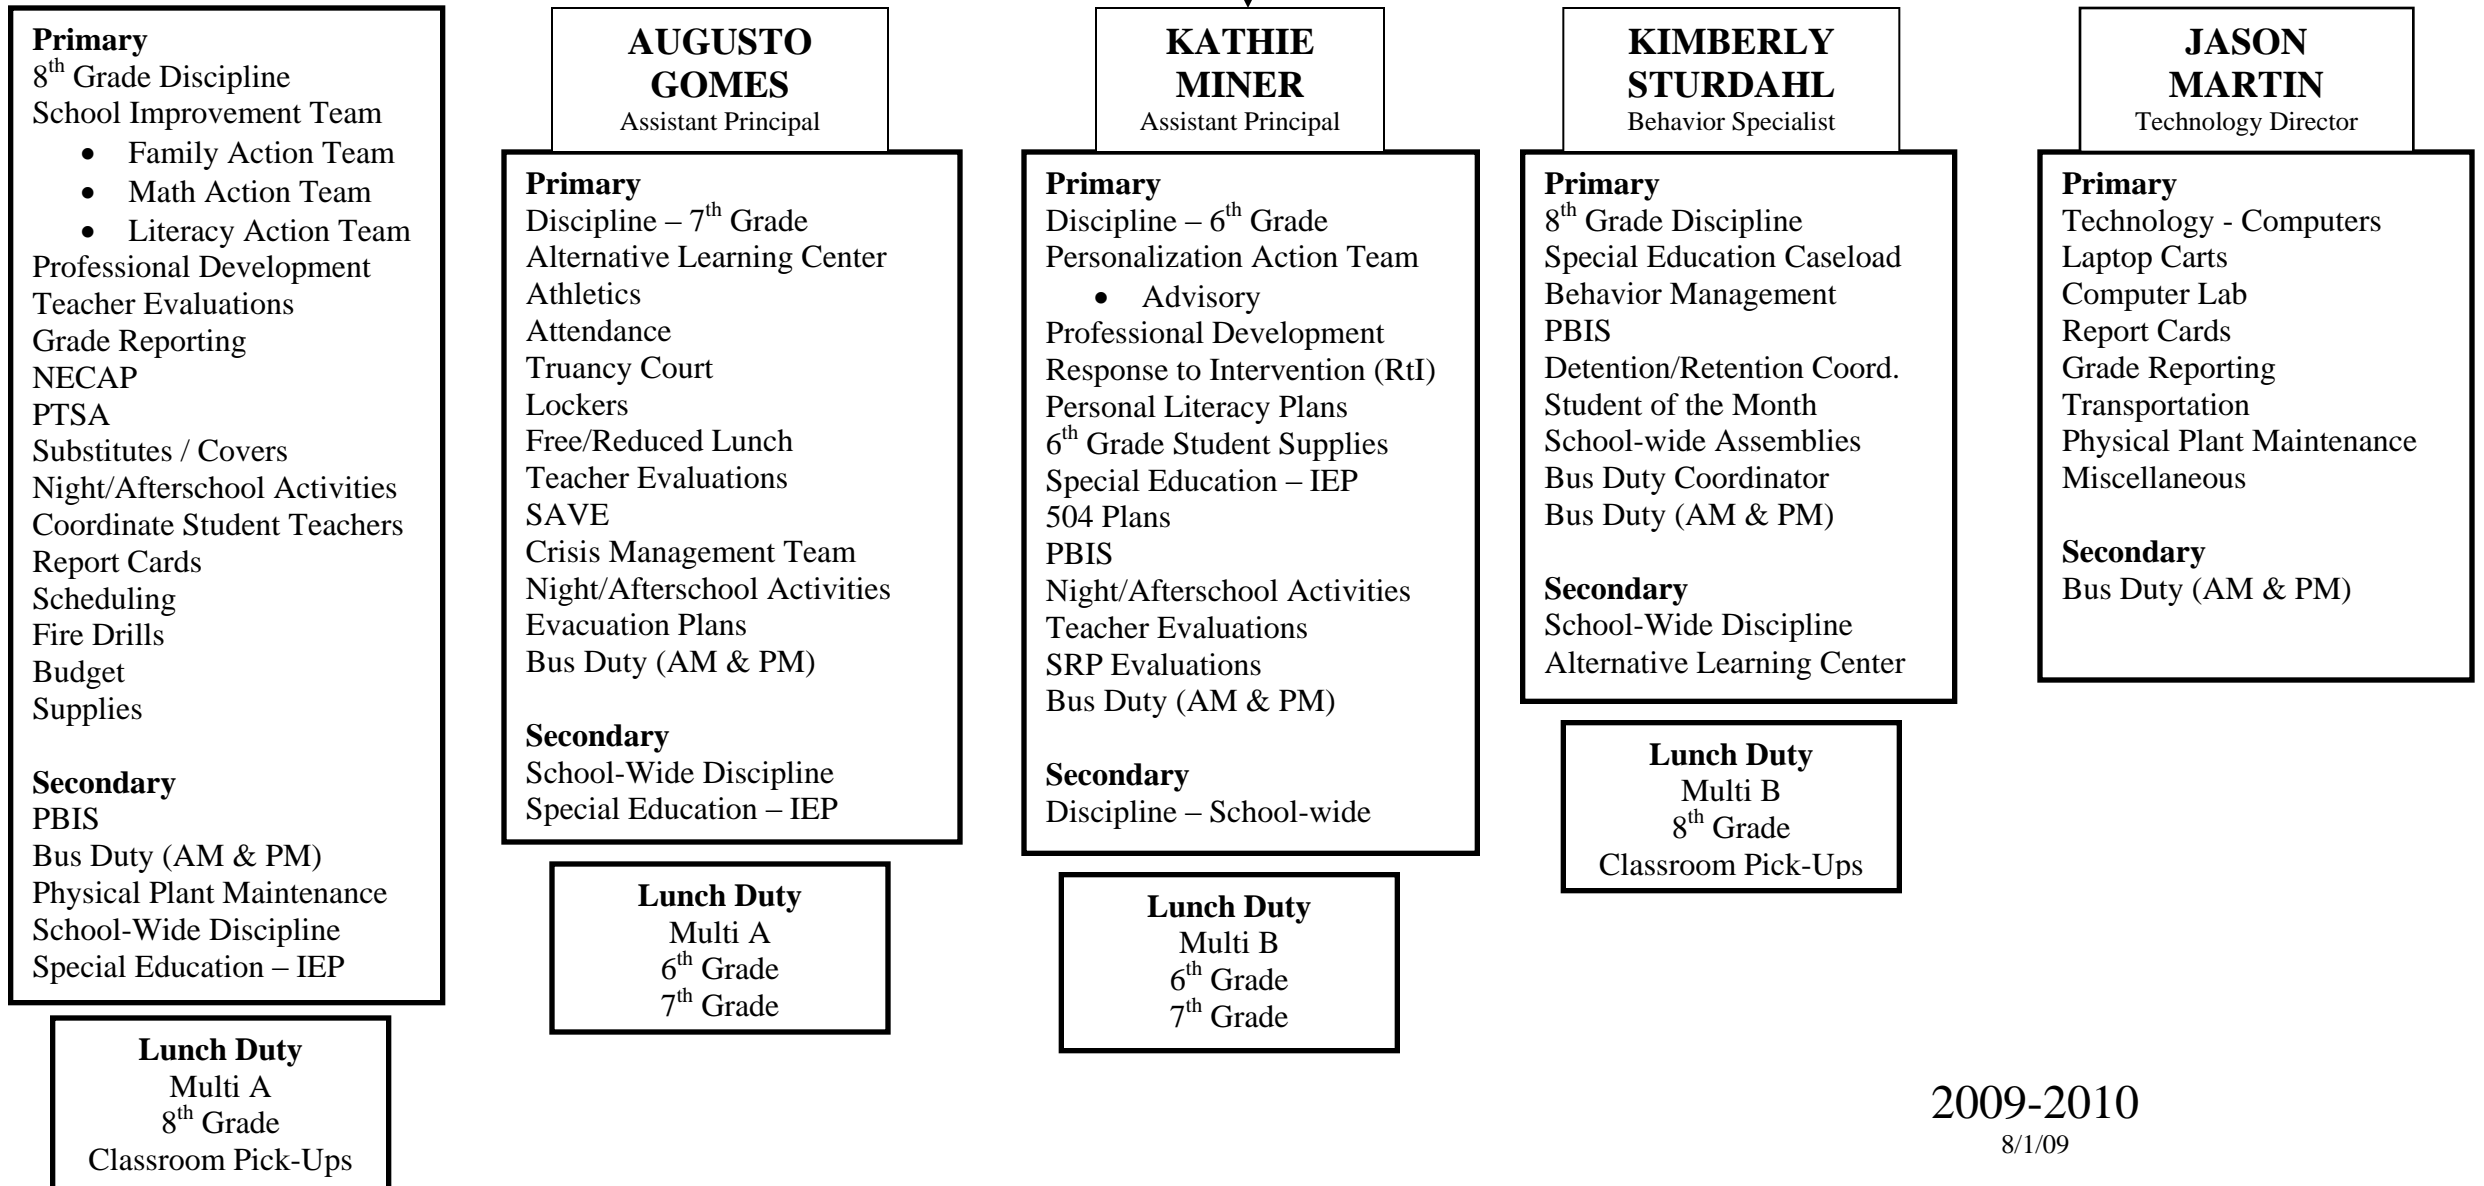 Primary
8th Grade Discipline
School Improvement Team
• Family Action Team
• Math Action Team
• Literacy Action Team
Professional Development
Teacher Evaluations
Grade Reporting
NECAP
PTSA
Substitutes / Covers
Night/Afterschool Activities
Coordinate Student Teachers
Report Cards
Scheduling
Fire Drills
Budget
Supplies
Secondary
PBIS
Bus Duty (AM & PM)
Physical Plant Maintenance
School-Wide Discipline
Special Education – IEP
Lunch Duty
Multi A
8th Grade
Classroom Pick-Ups
AUGUSTO
GOMES
Assistant Principal
Primary
Discipline – 7th Grade
Alternative Learning Center
Athletics
Attendance
Truancy Court
Lockers
Free/Reduced Lunch
Teacher Evaluations
SAVE
Crisis Management Team
Night/Afterschool Activities
Evacuation Plans
Bus Duty (AM & PM)
Secondary
School-Wide Discipline
Special Education – IEP
Lunch Duty
Multi A
6th Grade
7th Grade
KATHIE
MINER
Assistant Principal
Primary
Discipline – 6th Grade
Personalization Action Team
• Advisory
Professional Development
Response to Intervention (RtI)
Personal Literacy Plans
6th Grade Student Supplies
Special Education – IEP
504 Plans
PBIS
Night/Afterschool Activities
Teacher Evaluations
SRP Evaluations
Bus Duty (AM & PM)
Secondary
Discipline – School-wide
Lunch Duty
Multi B
6th Grade
7th Grade
KIMBERLY
STURDAHL
Behavior Specialist
Primary
8th Grade Discipline
Special Education Caseload
Behavior Management
PBIS
Detention/Retention Coord.
Student of the Month
School-wide Assemblies
Bus Duty Coordinator
Bus Duty (AM & PM)
Secondary
School-Wide Discipline
Alternative Learning Center
Lunch Duty
Multi B
8th Grade
Classroom Pick-Ups
JASON
MARTIN
Technology Director
Primary
Technology - Computers
Laptop Carts
Computer Lab
Report Cards
Grade Reporting
Transportation
Physical Plant Maintenance
Miscellaneous
Secondary
Bus Duty (AM & PM)
2009-2010
8/1/09